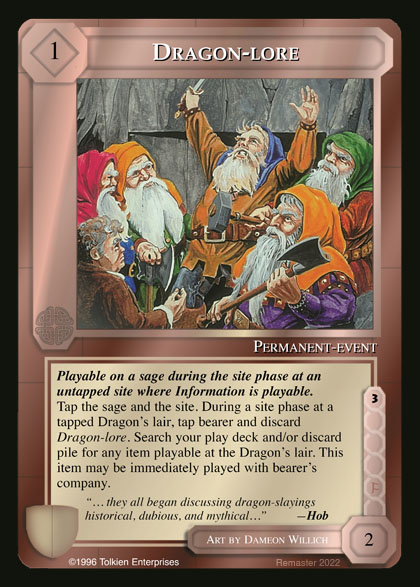 1
DRAGON-LORE
PERMANENT-EVENT
Playable on a sage during the site phase at an
untapped site where Information is playable.
Tap the sage and the site. During a site phase at a
tapped Dragon's lair, tap bearer and discard
Dragon-lore. Search your play deck and/or discard
pile for any item playable at the Dragon's lair. This
item may be immediately played with bearer's
company.
3
F
“… they all began discussing dragon-slayings
historical, dubious, and mythical…” —Hob
ART BY DAMEON WILLICH
2
©1996 Tolkien Enterprises
Remaster 2022